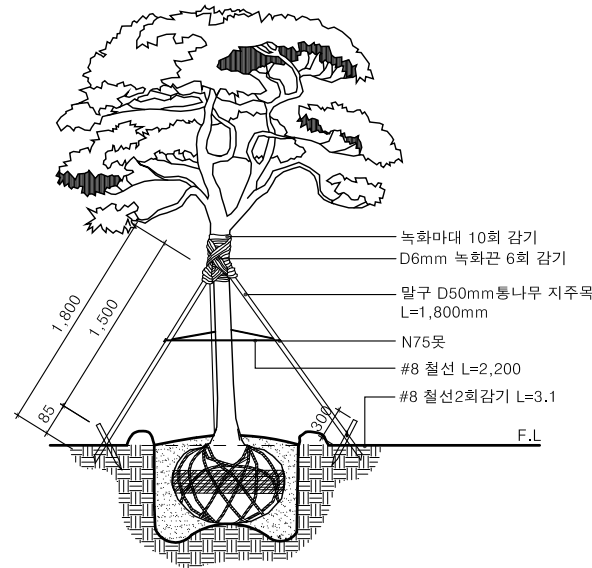 녹화마대 10회 감기
D6mm 녹화끈 6회 감기
말구 D50mm통나무 지주목
L=1,800mm
N75못
#8 철선 L=2,200
#8 철선2회감기 L=3.1
F.L
1,800
1,500
85
300